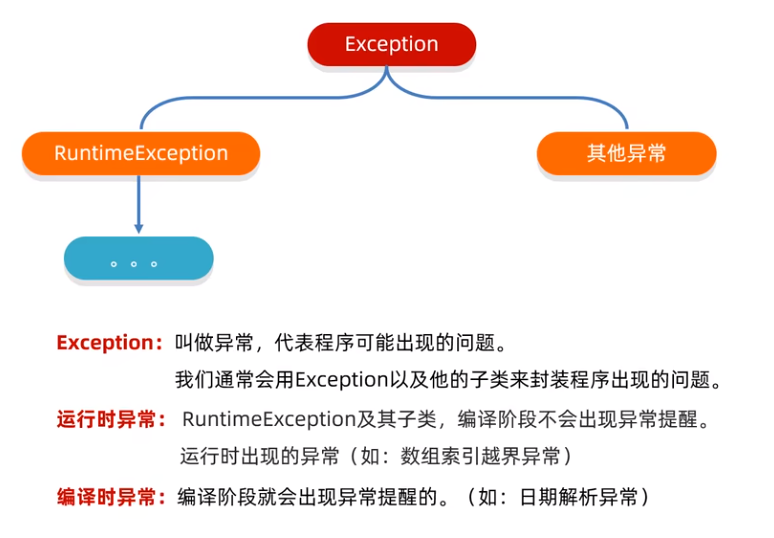 Exception
RuntimeException
其他异常
。。。
Exception：叫做异常，代表程序可能出现的问题。
我们通常会用Exception以及他的子类来封装程序出现的问题。
运行时异常：RuntimeException及其子类，编译阶段不会出现异常提醒。
运行时出现的异常（如：数组索引越界异常）
编译时异常：编译阶段就会出现异常提醒的。（如：日期解析异常）